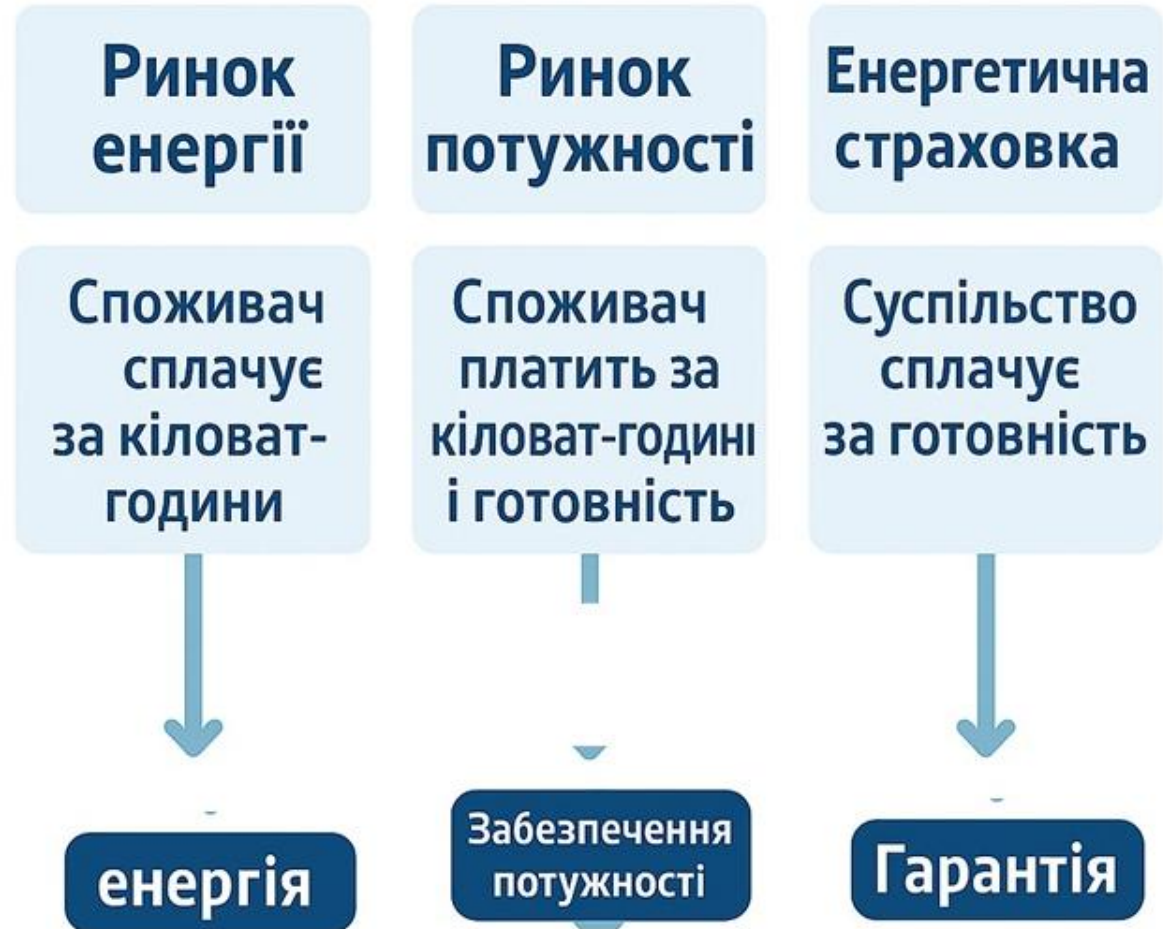 Ринок
енергії
Споживач
сплачує
за кіловат-
години
енергія
Ринок
потужності
Споживач
платить за
кіловат-годині
і готовність
Забезпечення
потужності
Енергетична
страховка
Суспільство
сплачує
за готовність
Гарантія